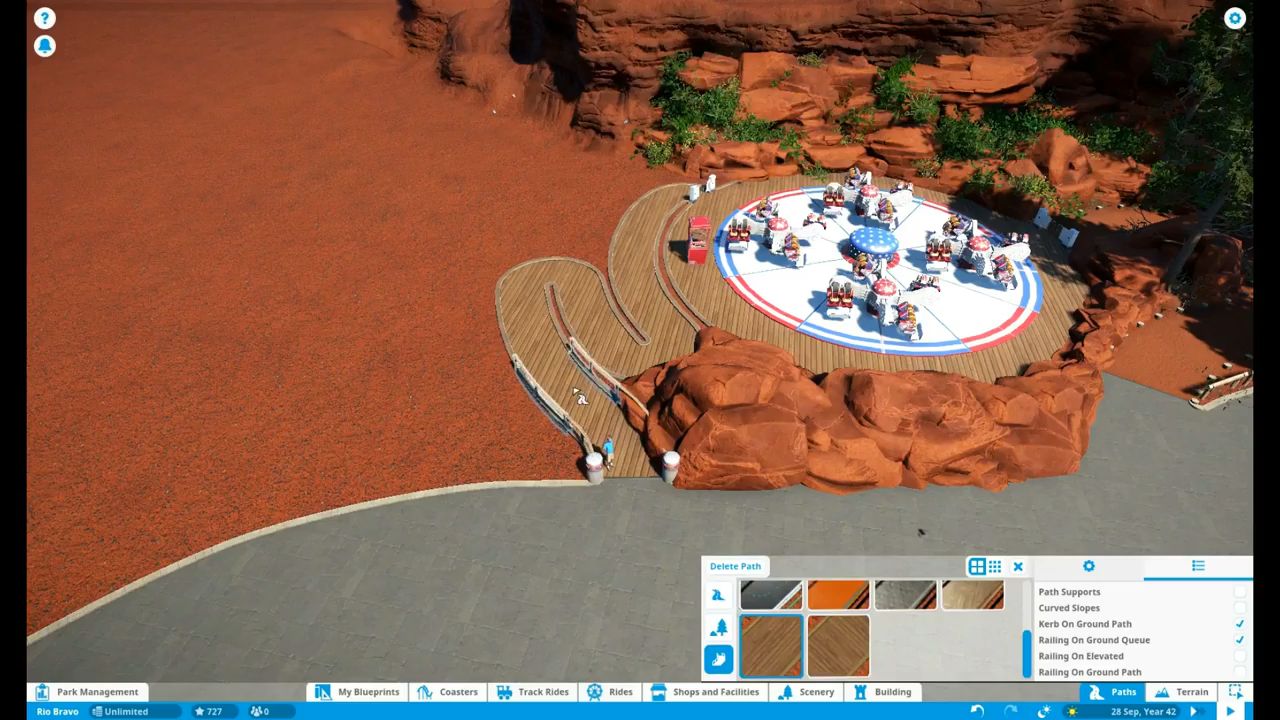 ?
Delete Path
Path Supports
Curved Slopes
Kerb On Ground Path
Railing On Ground Queue
Railing On Elevated
Railing On Ground Path
Park Management
My Blueprints
Coasters
Track Rides
Rides
Shops and Facilities
Scenery
Building
Paths
Terrain
Rio Bravo
Unlimited
727
0
28 Sep, Year 42